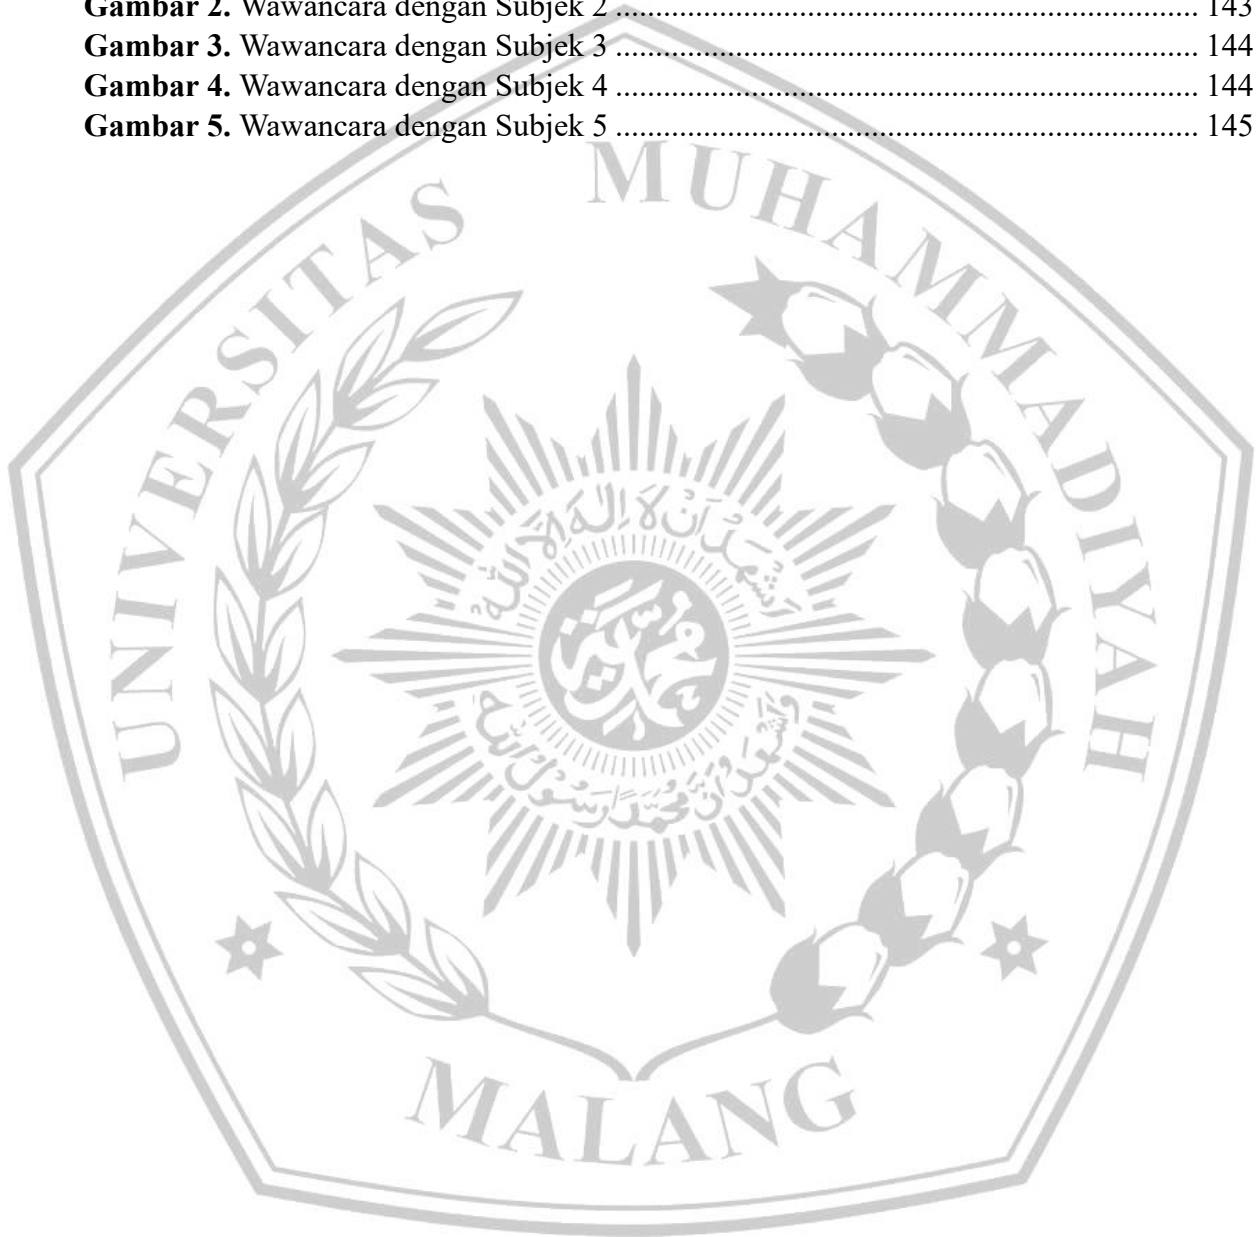 Gambar 2. Wawancara dengan Subjek 2 ........................................................................... 143
Gambar 3. Wawancara dengan Subjek 3 ........................................................................... 144
Gambar 4. Wawancara dengan Subjek 4 ........................................................................... 144
Gambar 5. Wawancara dengan Subjek 5 ........................................................................... 145
UNIVERSITAS MUHAMMADIYAH
MALANG